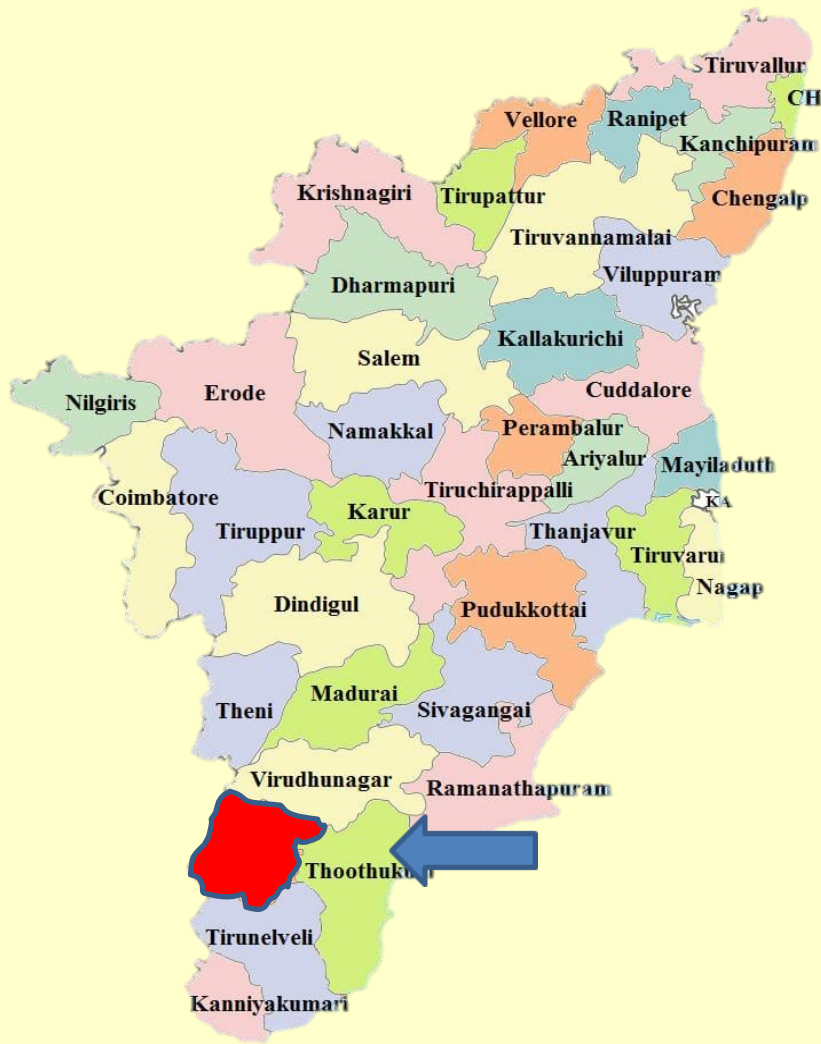 Tiruvallur
CH
Vellore
Ranipet
Kanchipuram
Krishnagiri
Tirupattur
Chengalp
Tiruvannamalai
Viluppuram
Dharmapuri
Kallakurichi
Salem
Cuddalore
Erode
Nilgiris
Namakkal
Perambalur
Ariyalur
Mayiladuth
Tiruchirappalli
Coimbatore
KA
Karur
Tiruppur
Thanjavur
Tiruvaru
Nagap
Dindigul
Pudukkottai
Madurai
Theni
Sivagangai
Virudhunagar
Ramanathapuram
Tirunelveli
Kanniyakumari